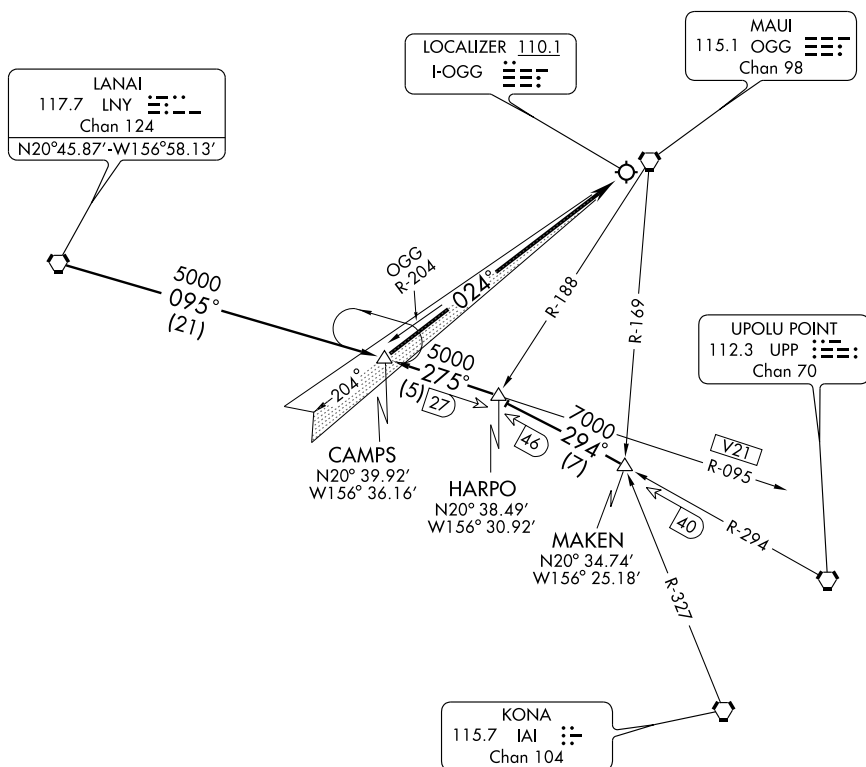 LOCALIZER 110.1
I-OGG
MAUI
115.1 OGG
Chan 98
LANAI
117.7 LNY
Chan 124
N20°45.87'-W156°58.13'
5000
095°
(21)
OGG
R-204
024°
204°
R-188
R-169
UPOLU POINT
112.3 UPP
Chan 70
5000
275°
(5)
27
7000
294°
(7)
46
V21
R-095
40
R-294
CAMPS
N20° 39.92'
W156° 36.16'
HARPO
N20° 38.49'
W156° 30.92'
MAKEN
N20° 34.74'
W156° 25.18'
R-327
KONA
115.7 IAI
Chan 104